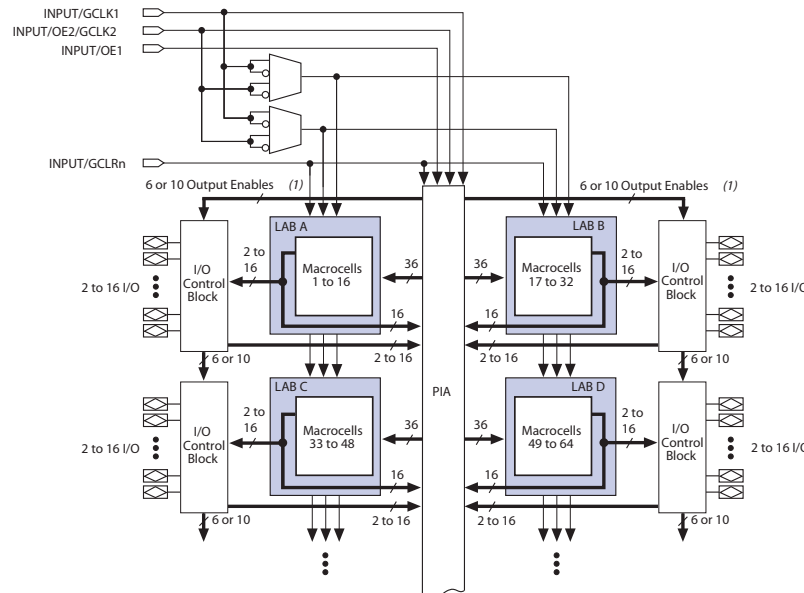 INPUT/GCLK1
INPUT/OE2/GCLK2
INPUT/OE1
INPUT/GCLRn
6 or 10 Output Enables (1)
6 or 10 Output Enables (1)
LAB A
LAB B
2 to
16
Macrocells
1 to 16
36
36
Macrocells
17 to 32
2 to
16
I/O
Control
Block
I/O
Control
Block
2 to 16 I/O
2 to 16 I/O
16
16
6 or 10
2 to 16
2 to 16
6 or 10
PIA
LAB C
LAB D
2 to
16
Macrocells
33 to 48
36
36
Macrocells
49 to 64
2 to
16
I/O
Control
Block
I/O
Control
Block
2 to 16 I/O
2 to 16 I/O
16
16
6 or 10
2 to 16
2 to 16
6 or 10